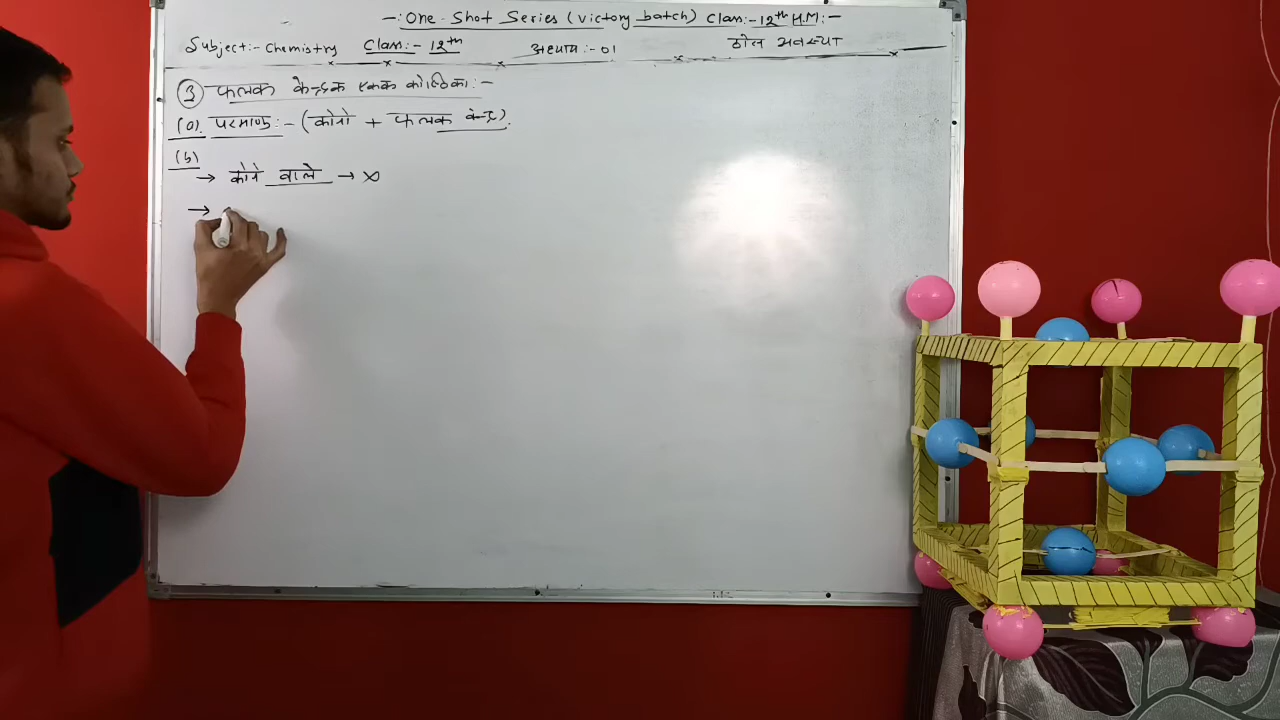 -: One-Shot Series (victory batch) Class:- 12th H.M:-
Subject:- Chemistry Class:- 12th अध्याय:- 01 ठोस अवस्था
③ फलक केन्द्रक एकक कोष्ठिका:-
(a). परमाणु:- (कोनो + फलक केन्द्र).
(b)
→ कोने वाले →
→